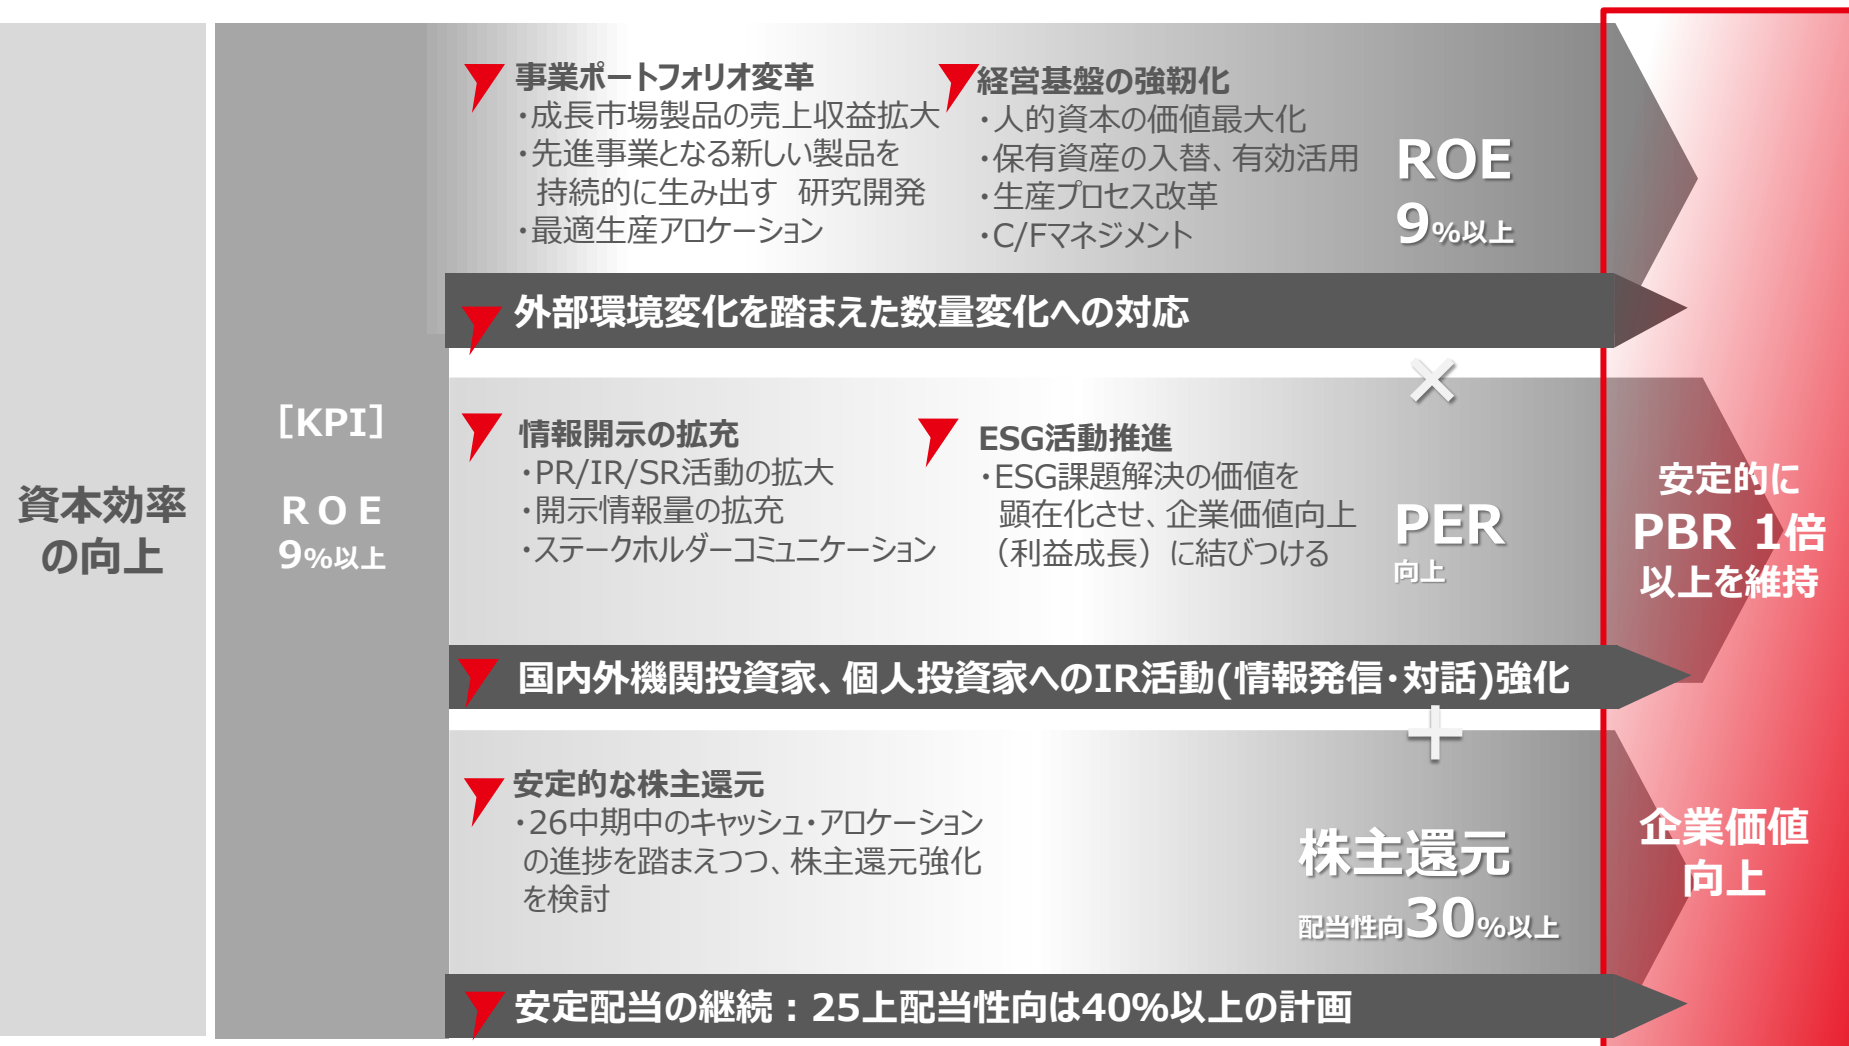 資本効率
の向上
[KPI]
ROE
9%以上
事業ポートフォリオ変革
・成長市場製品の売上収益拡大
・先進事業となる新しい製品を
持続的に生み出す 研究開発
・最適生産アロケーション
経営基盤の強靭化
・人的資本の価値最大化
・保有資産の入替、有効活用
・生産プロセス改革
・C/Fマネジメント
ROE
9%以上
外部環境変化を踏まえた数量変化への対応
×
情報開示の拡充
・PR/IR/SR活動の拡大
・開示情報量の拡充
・ステークホルダーコミュニケーション
ESG活動推進
・ESG課題解決の価値を
顕在化させ、企業価値向上
（利益成長）に結びつける
PER
向上
国内外機関投資家、個人投資家へのIR活動(情報発信・対話)強化
＋
安定的な株主還元
・26中期中のキャッシュ・アロケーション
の進捗を踏まえつつ、株主還元強化
を検討
株主還元
配当性向30%以上
安定配当の継続：25上配当性向は40%以上の計画
安定的に
PBR 1倍
以上を維持
企業価値
向上